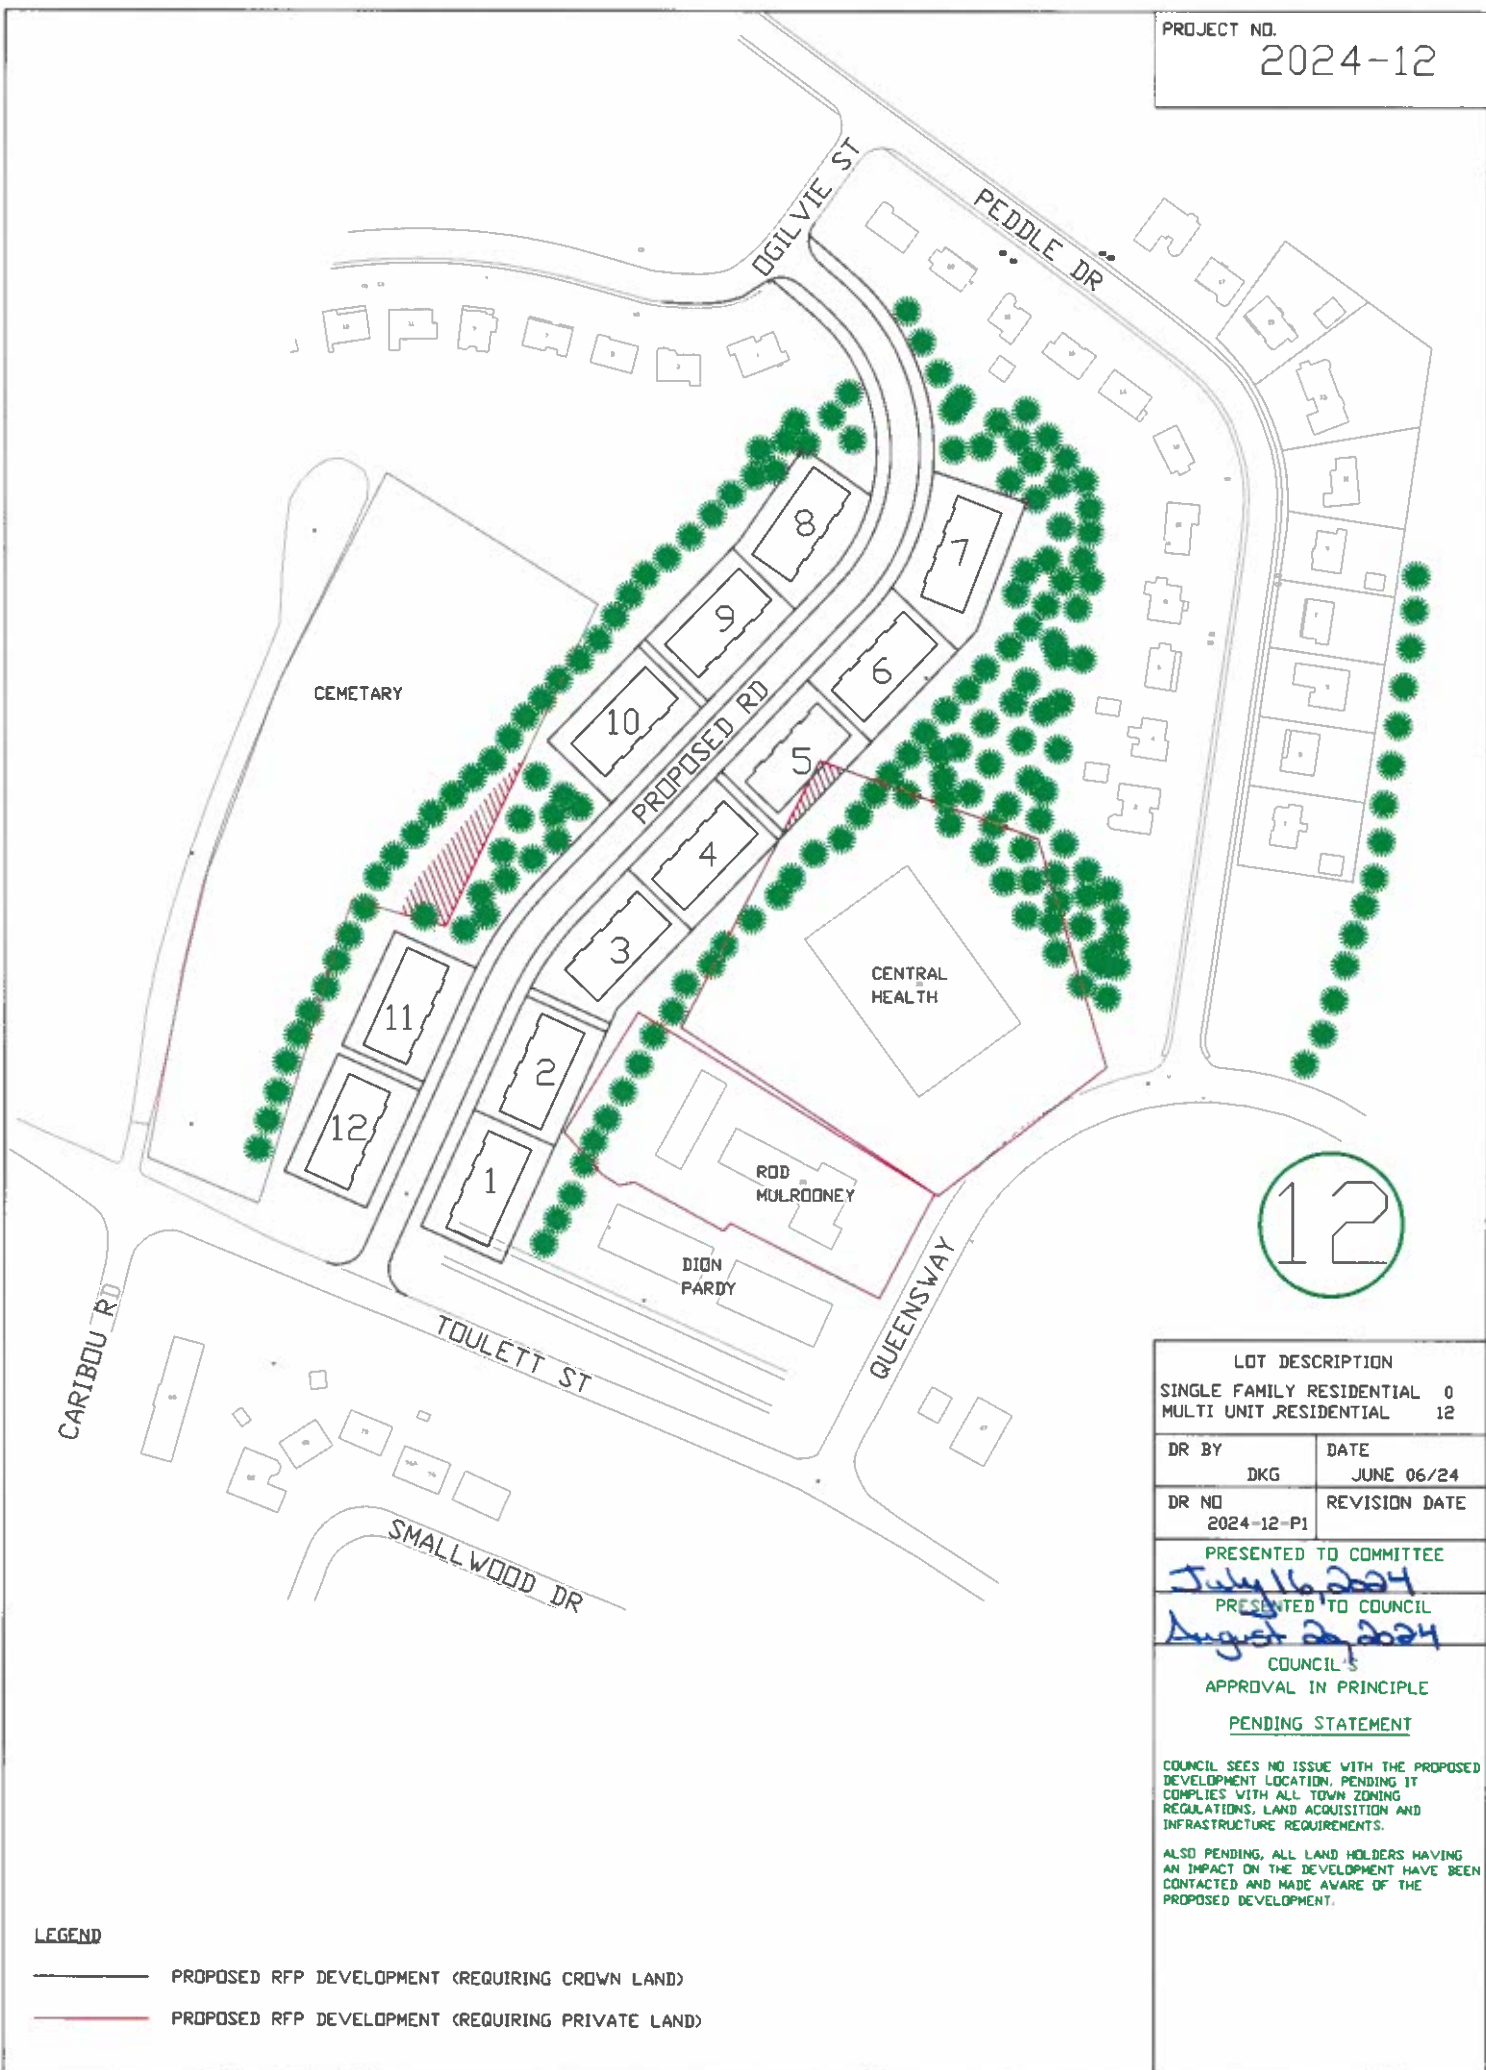 PROJECT NO.
2024-12
OGILVIE ST
PEDDLE DR
8
7
9
6
CEMETARY
10
PROPOSED RD
5
4
3
CENTRAL
HEALTH
11
2
12
1
ROD
MULROONEY
DION
PARDY
12
QUEENSWAY
CARIBOU RD
TOULETT ST
SMALLWOOD DR
LOT DESCRIPTION
SINGLE FAMILY RESIDENTIAL 0
MULTI UNIT RESIDENTIAL 12
DR BY
DKG
DATE
JUNE 06/24
DR NO
2024-12-P1
REVISION DATE
PRESENTED TO COMMITTEE
July 16, 2024
PRESENTED TO COUNCIL
August 20, 2024
COUNCIL'S
APPROVAL IN PRINCIPLE
PENDING STATEMENT
COUNCIL SEES NO ISSUE WITH THE PROPOSED
DEVELOPMENT LOCATION, PENDING IT
COMPLIES WITH ALL TOWN ZONING
REGULATIONS, LAND ACQUISITION AND
INFRASTRUCTURE REQUIREMENTS.
ALSO PENDING, ALL LAND HOLDERS HAVING
AN IMPACT ON THE DEVELOPMENT HAVE BEEN
CONTACTED AND MADE AWARE OF THE
PROPOSED DEVELOPMENT.
LEGEND
PROPOSED RFP DEVELOPMENT (REQUIRING CROWN LAND)
PROPOSED RFP DEVELOPMENT (REQUIRING PRIVATE LAND)